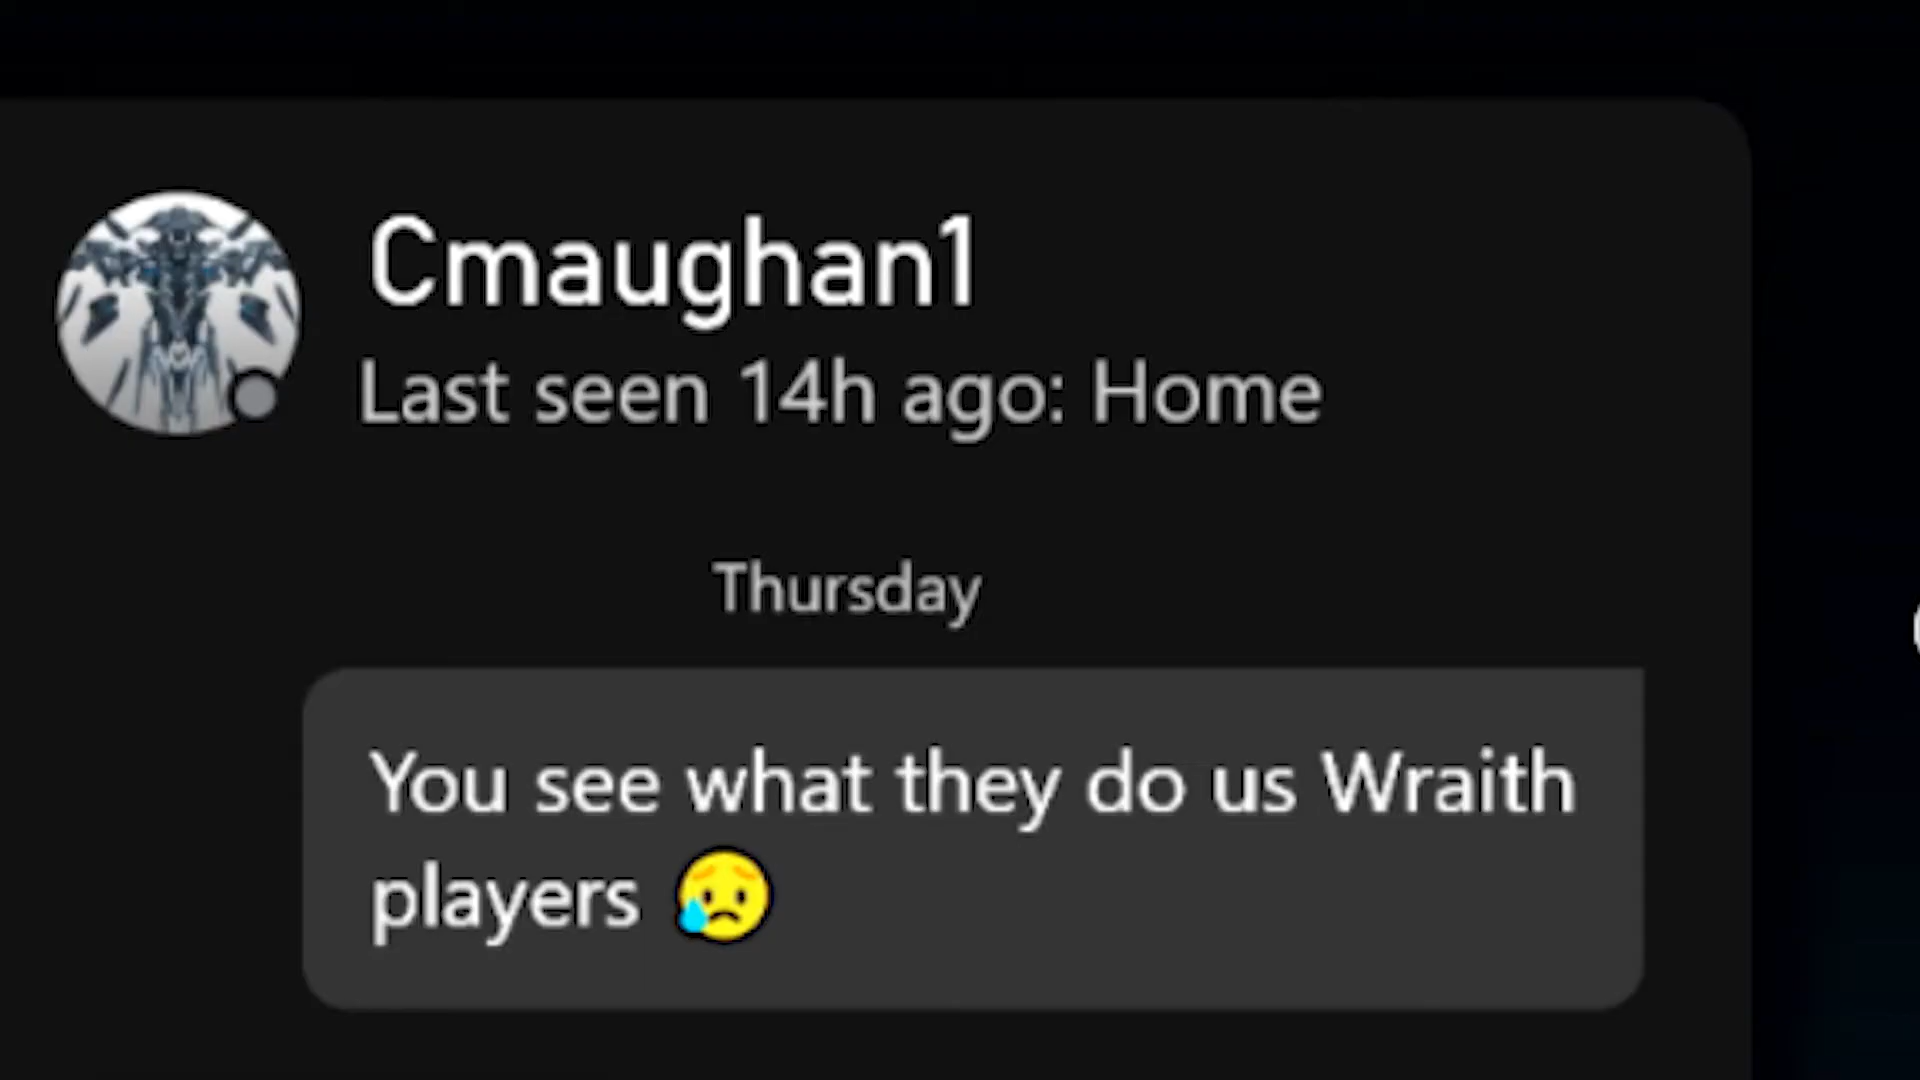 Cmaughan1
Last seen 14h ago: Home
Thursday
You see what they do us Wraith
players 😥